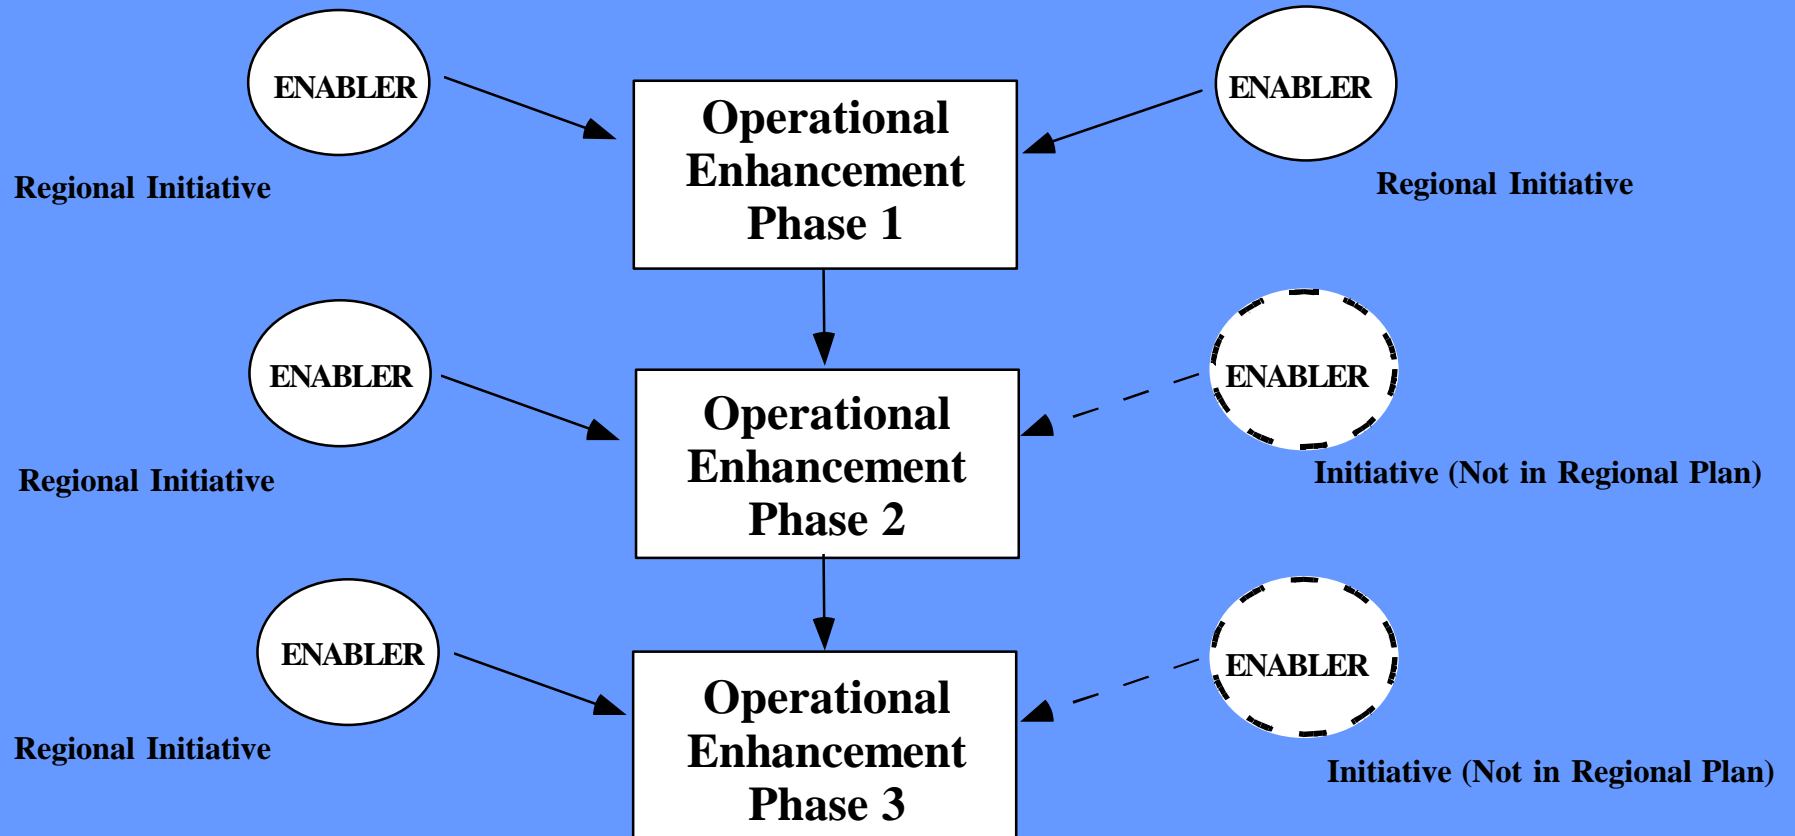 ENABLER
Regional Initiative
Operational
Enhancement
Phase 1
ENABLER
Regional Initiative
ENABLER
Regional Initiative
Operational
Enhancement
Phase 2
ENABLER
Initiative (Not in Regional Plan)
ENABLER
Regional Initiative
Operational
Enhancement
Phase 3
ENABLER
Initiative (Not in Regional Plan)